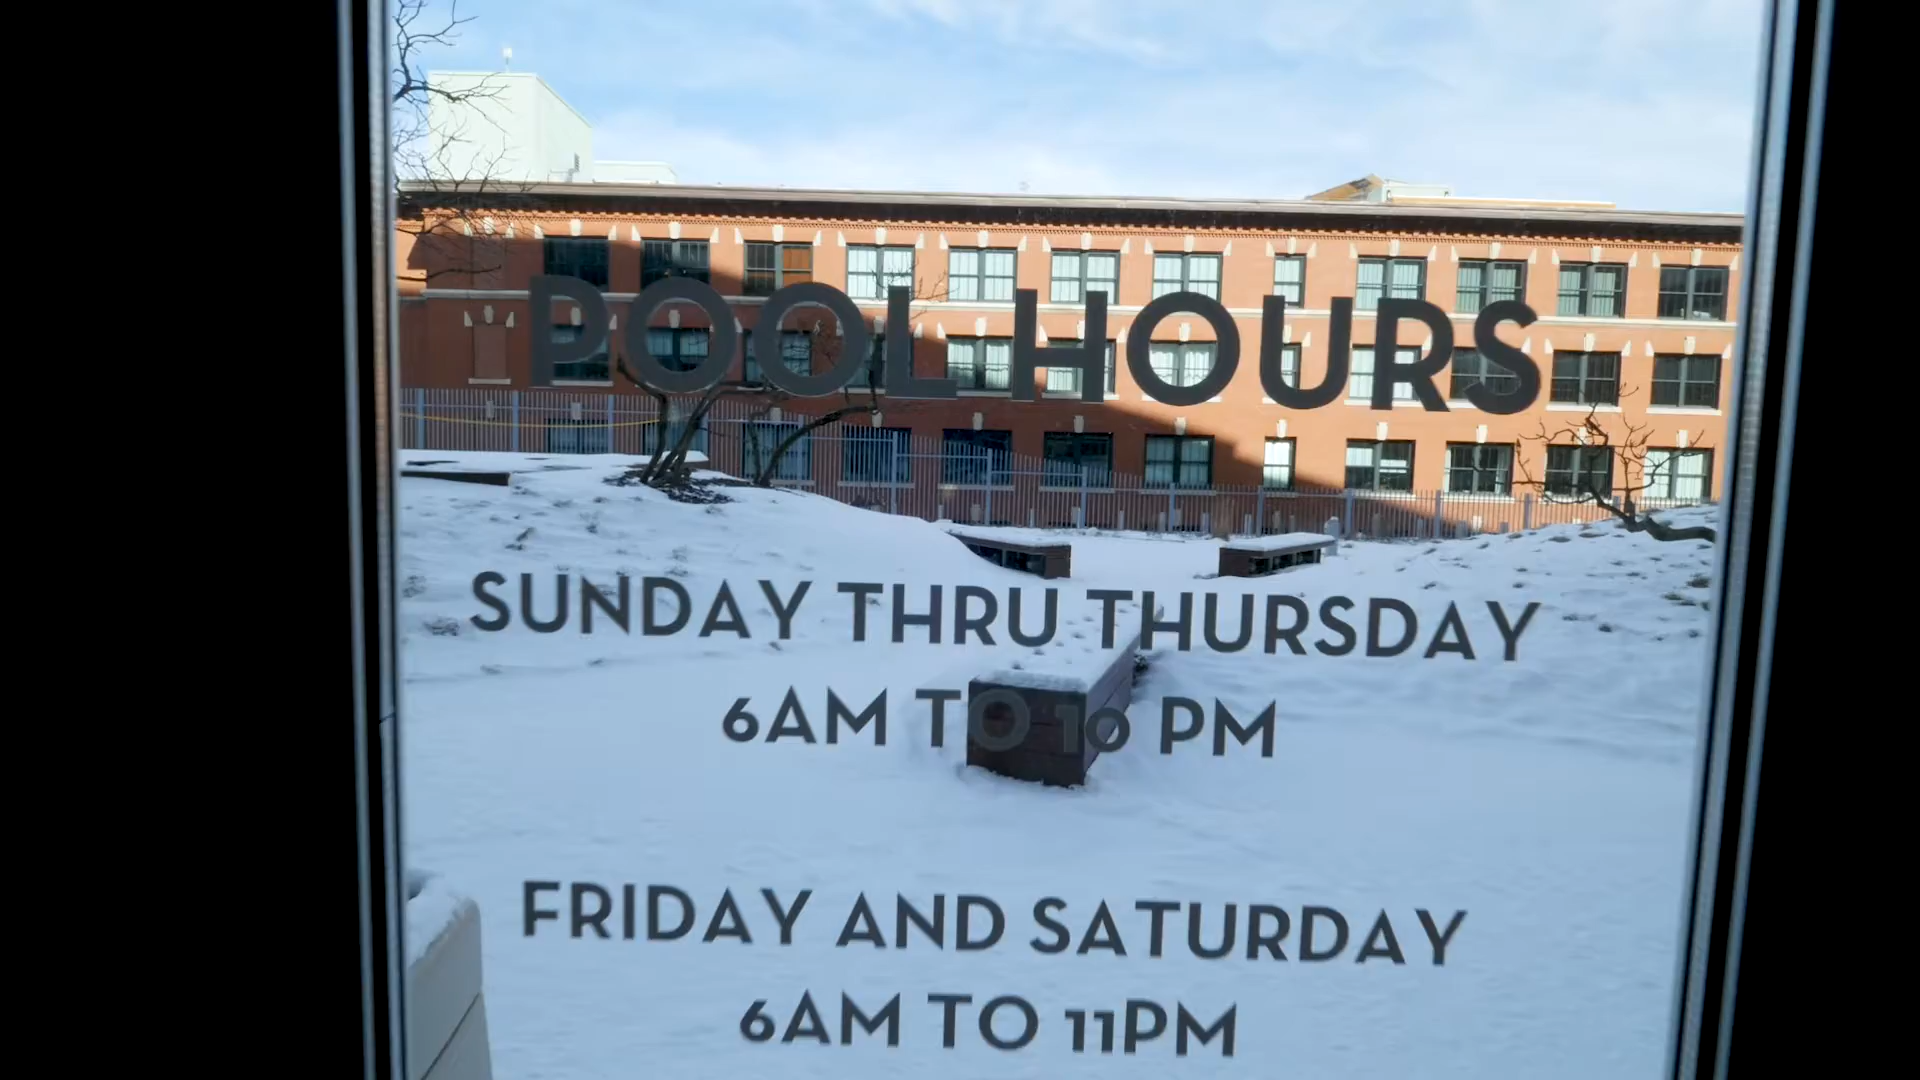 POOL HOURS
SUNDAY THRU THURSDAY
6AM TO 10 PM
FRIDAY AND SATURDAY
6AM TO 11PM